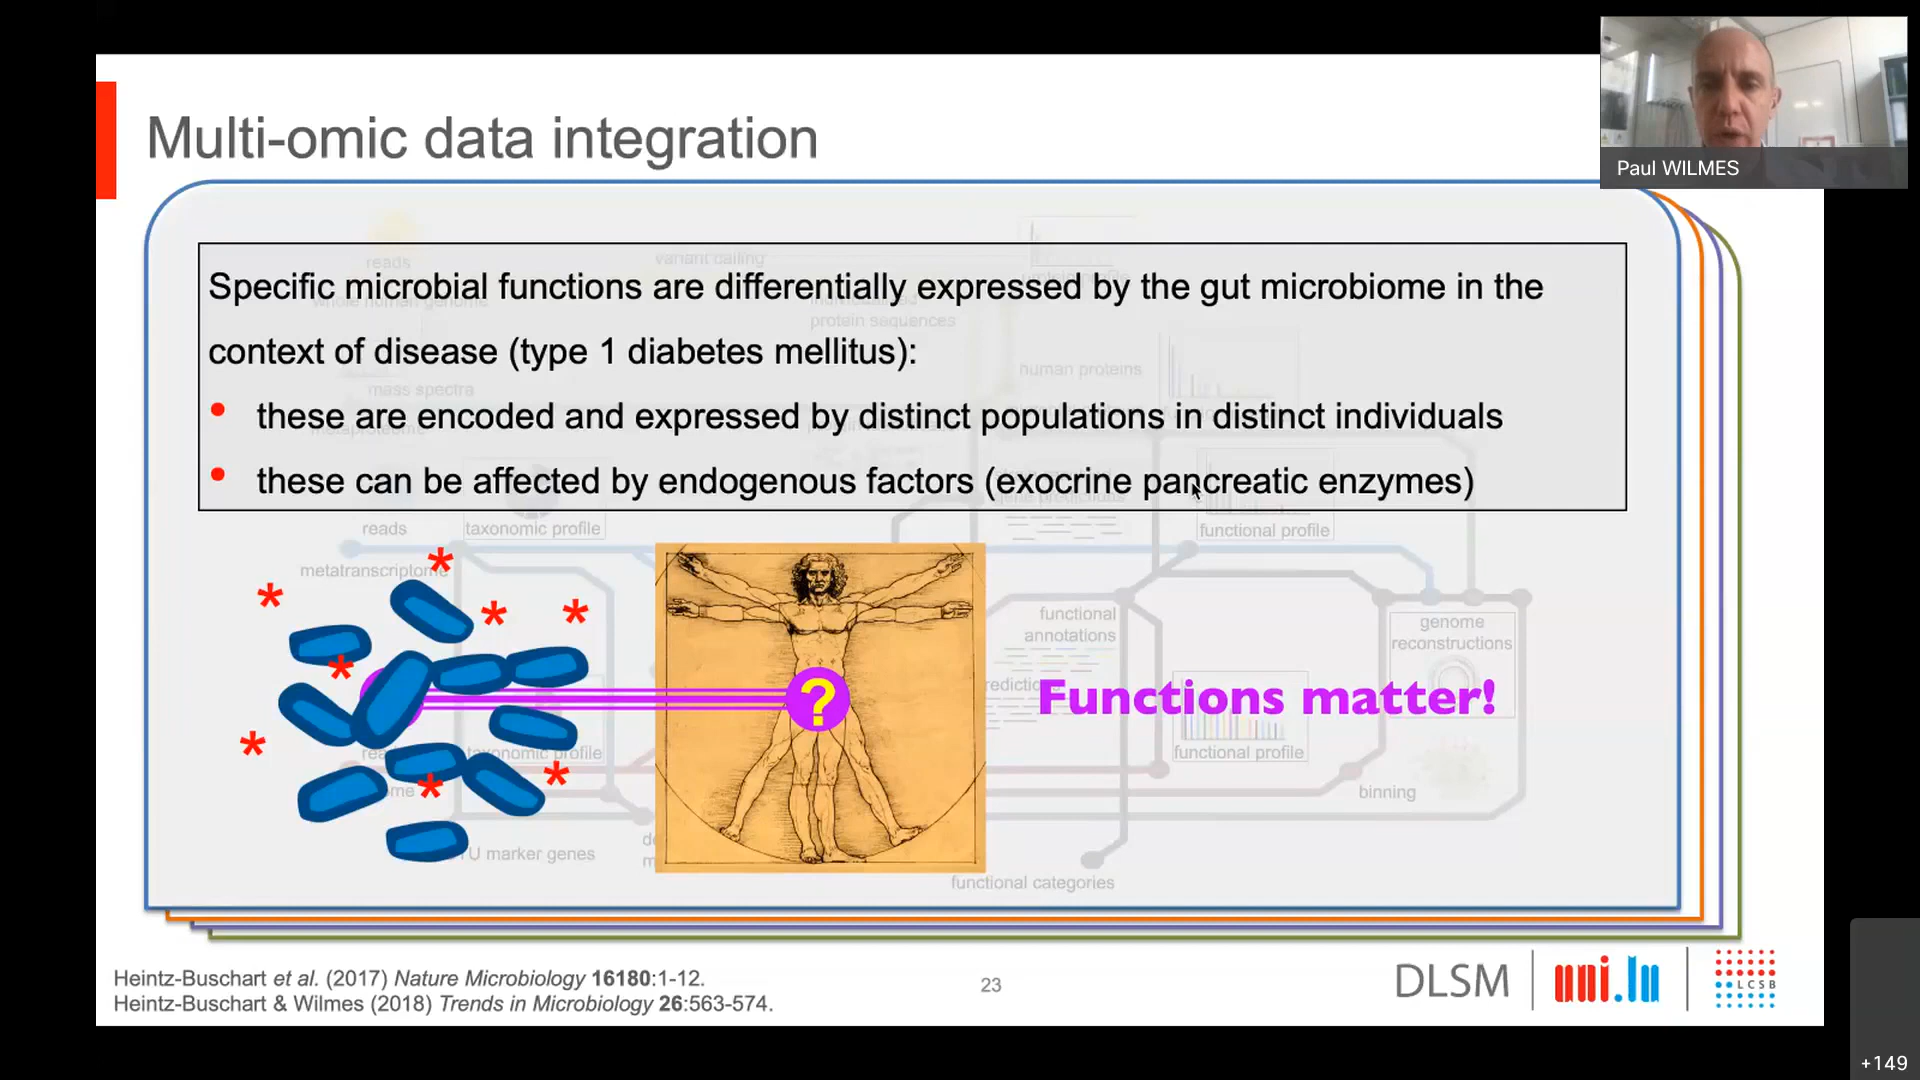 Multi-omic data integration
Paul WILMES
reads
variant calling
Specific microbial functions are differentially expressed by the gut microbiome in the
protein sequences
context of disease (type 1 diabetes mellitus):
mass spectra
human proteins
• these are encoded and expressed by distinct populations in distinct individuals
• these can be affected by endogenous factors (exocrine pancreatic enzymes)
reads
taxonomic profile
functional profile
metatranscriptome
functional
annotations
genome
reconstructions
?
Functions matter!
taxonomic profile
functional profile
binning
TU marker genes
functional categories
Heintz-Buschart et al. (2017) Nature Microbiology 16180:1-12.
Heintz-Buschart & Wilmes (2018) Trends in Microbiology 26:563-574.
23
DLSM
uni.lu
LCSB
+149